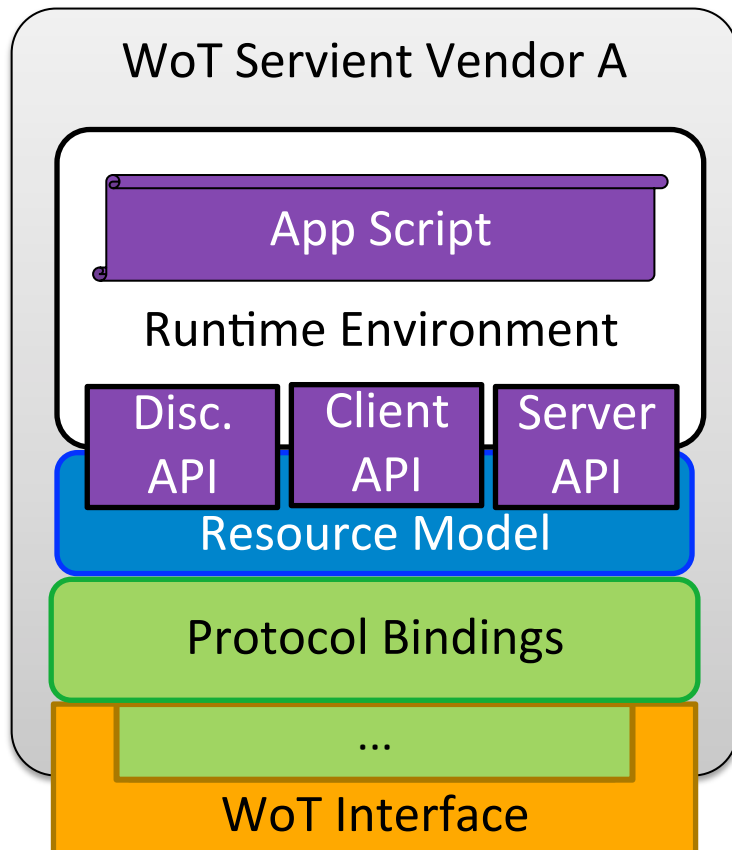 WoT Servient Vendor A
App Script
Runtime Environment
Disc.
API
Client
API
Server
API
Resource Model
Protocol Bindings
...
WoT Interface